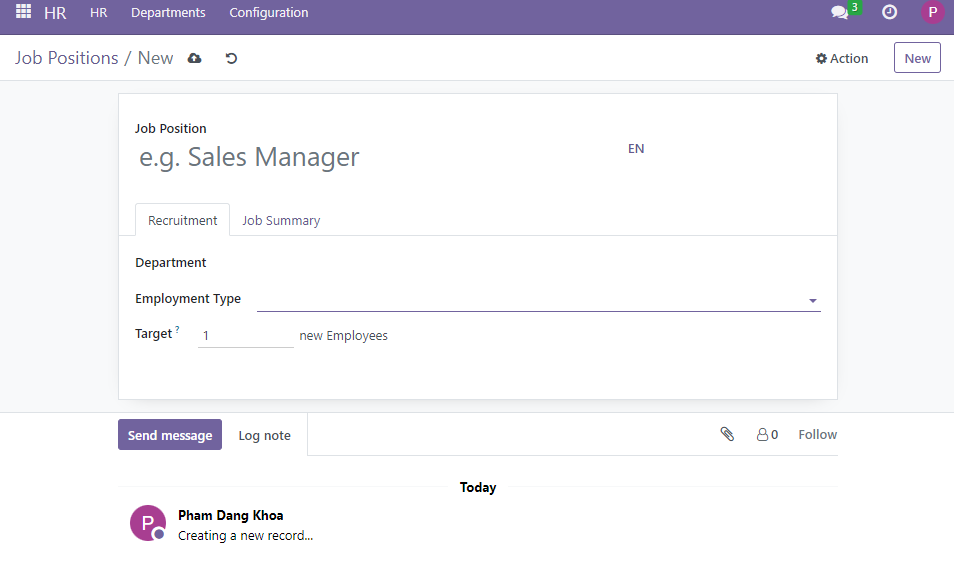 HR HR Departments Configuration 3 P
Job Positions / New Action New
Job Position
e.g. Sales Manager EN
Recruitment Job Summary
Department
Employment Type
Target ? 1 new Employees
Send message Log note 0 Follow
Today
P Pham Dang Khoa
Creating a new record...